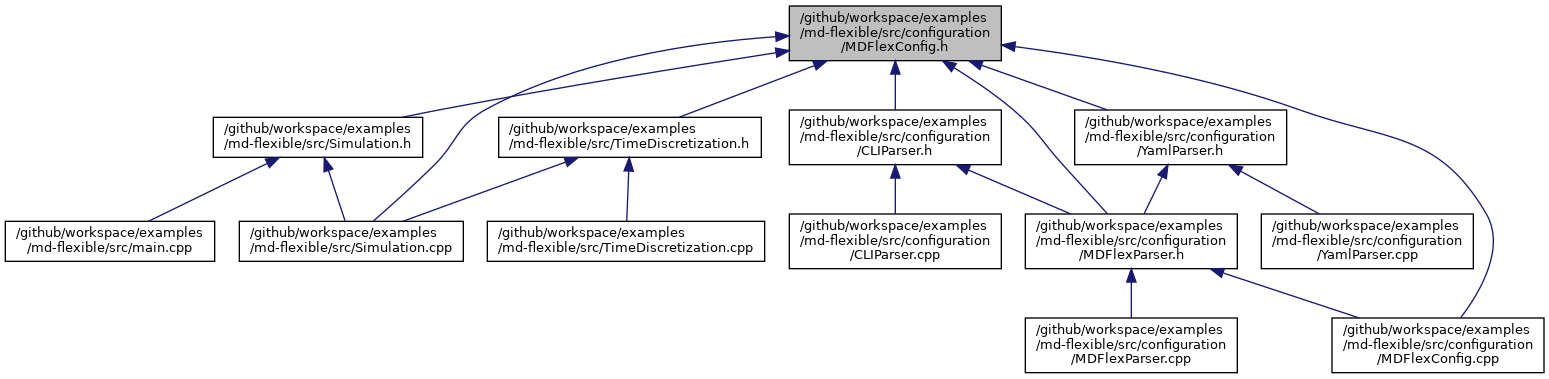 /github/workspace/examples
/md-flexible/src/configuration
/MDFlexConfig.h
/github/workspace/examples
/md-flexible/src/Simulation.h
/github/workspace/examples
/md-flexible/src/TimeDiscretization.h
/github/workspace/examples
/md-flexible/src/configuration
/CLIParser.h
/github/workspace/examples
/md-flexible/src/configuration
/YamlParser.h
/github/workspace/examples
/md-flexible/src/main.cpp
/github/workspace/examples
/md-flexible/src/Simulation.cpp
/github/workspace/examples
/md-flexible/src/TimeDiscretization.cpp
/github/workspace/examples
/md-flexible/src/configuration
/CLIParser.cpp
/github/workspace/examples
/md-flexible/src/configuration
/MDFlexParser.h
/github/workspace/examples
/md-flexible/src/configuration
/YamlParser.cpp
/github/workspace/examples
/md-flexible/src/configuration
/MDFlexParser.cpp
/github/workspace/examples
/md-flexible/src/configuration
/MDFlexConfig.cpp